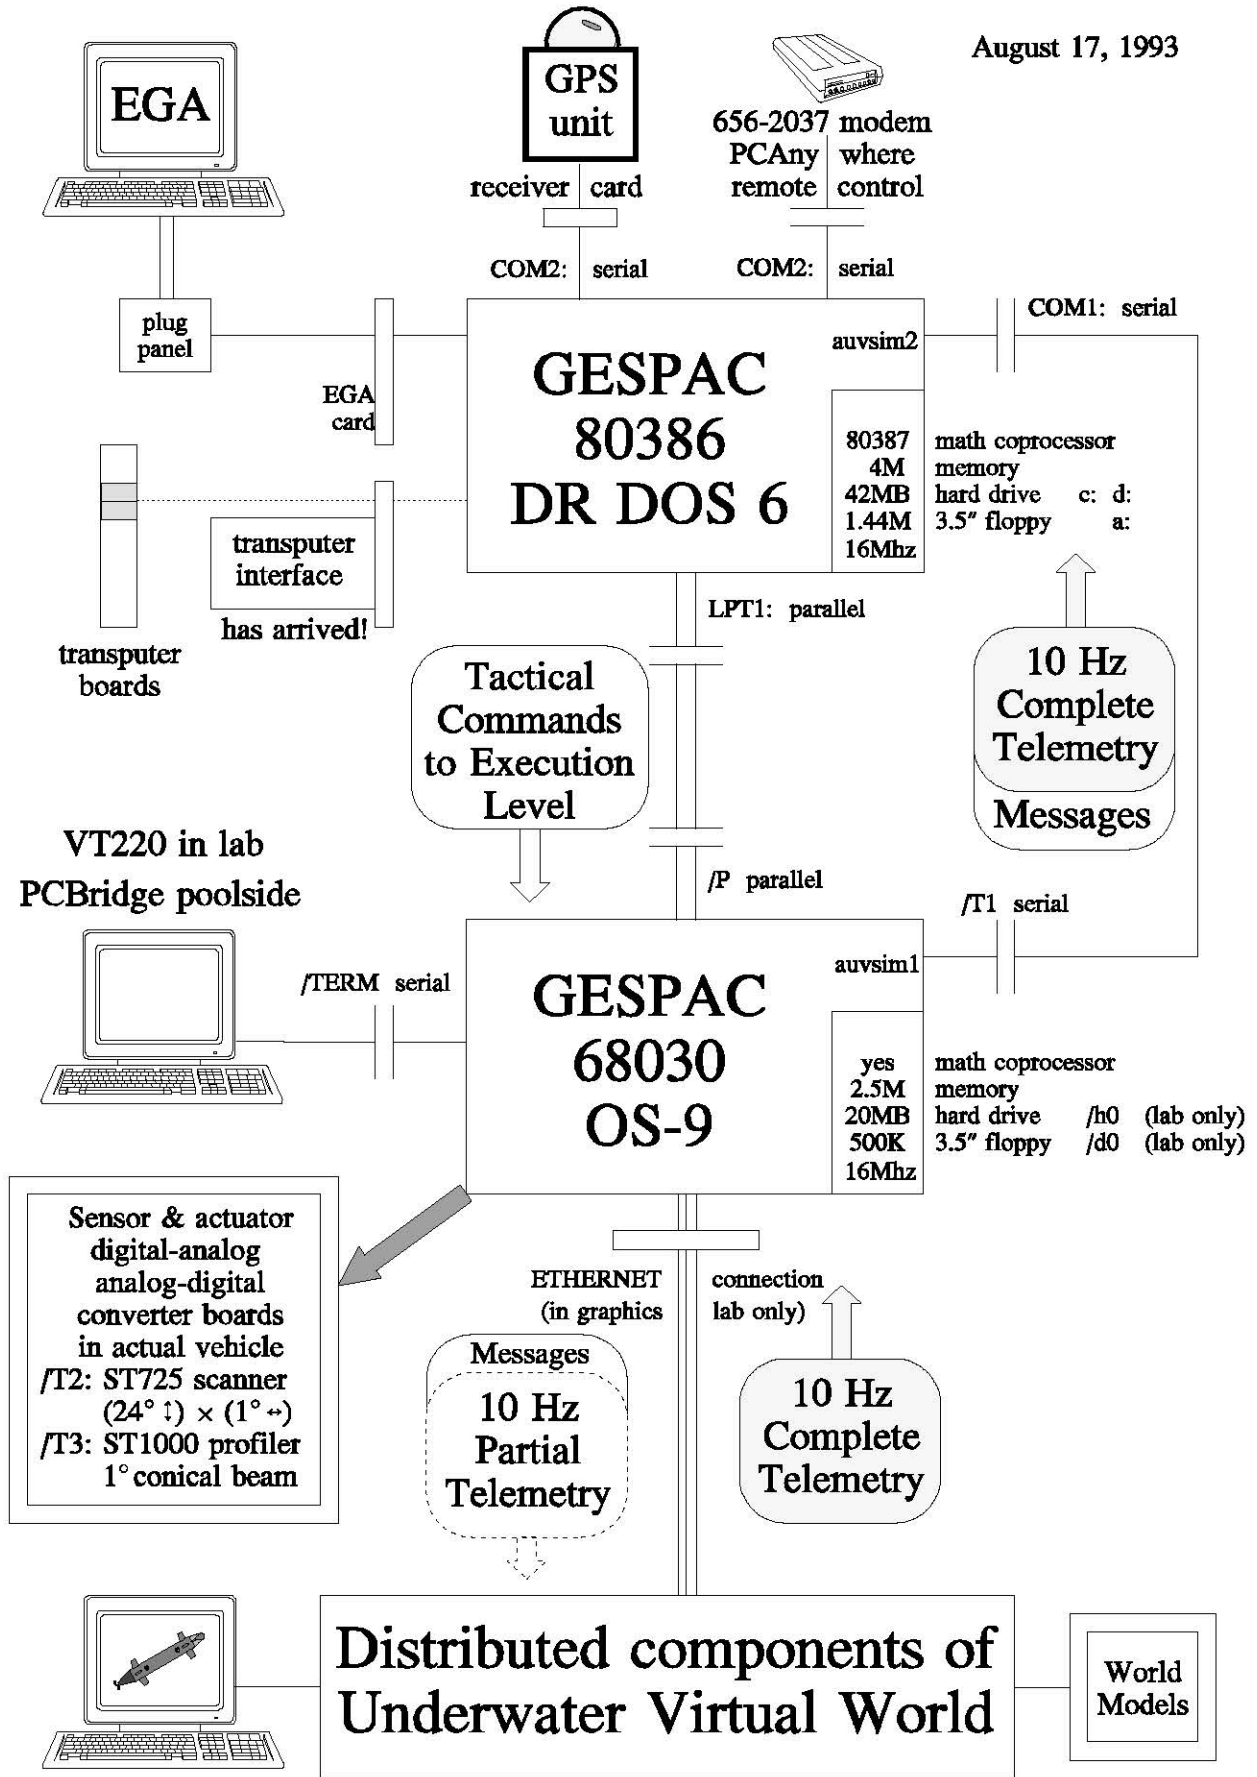 August 17, 1993
EGA
GPS
unit
656-2037 modem
PCAny where
remote control
receiver card
COM2: serial
COM2: serial
COM1: serial
plug
panel
EGA
card
auvsim2
GESPAC
80386
DR DOS 6
80387 math coprocessor
4M memory
42MB hard drive c: d:
1.44M 3.5" floppy a:
16Mhz
transputer
interface
has arrived!
transputer
boards
LPT1: parallel
Tactical
Commands
to Execution
Level
10 Hz
Complete
Telemetry
Messages
VT220 in lab
PCBridge poolside
/P parallel
/T1 serial
/TERM serial
auvsim1
GESPAC
68030
OS-9
yes math coprocessor
2.5M memory
20MB hard drive /h0 (lab only)
500K 3.5" floppy /d0 (lab only)
16Mhz
Sensor & actuator
digital-analog
analog-digital
converter boards
in actual vehicle
/T2: ST725 scanner
(24° ↕) × (1° ↔)
/T3: ST1000 profiler
1° conical beam
ETHERNET connection
(in graphics lab only)
Messages
10 Hz
Partial
Telemetry
10 Hz
Complete
Telemetry
Distributed components of
Underwater Virtual World
World
Models